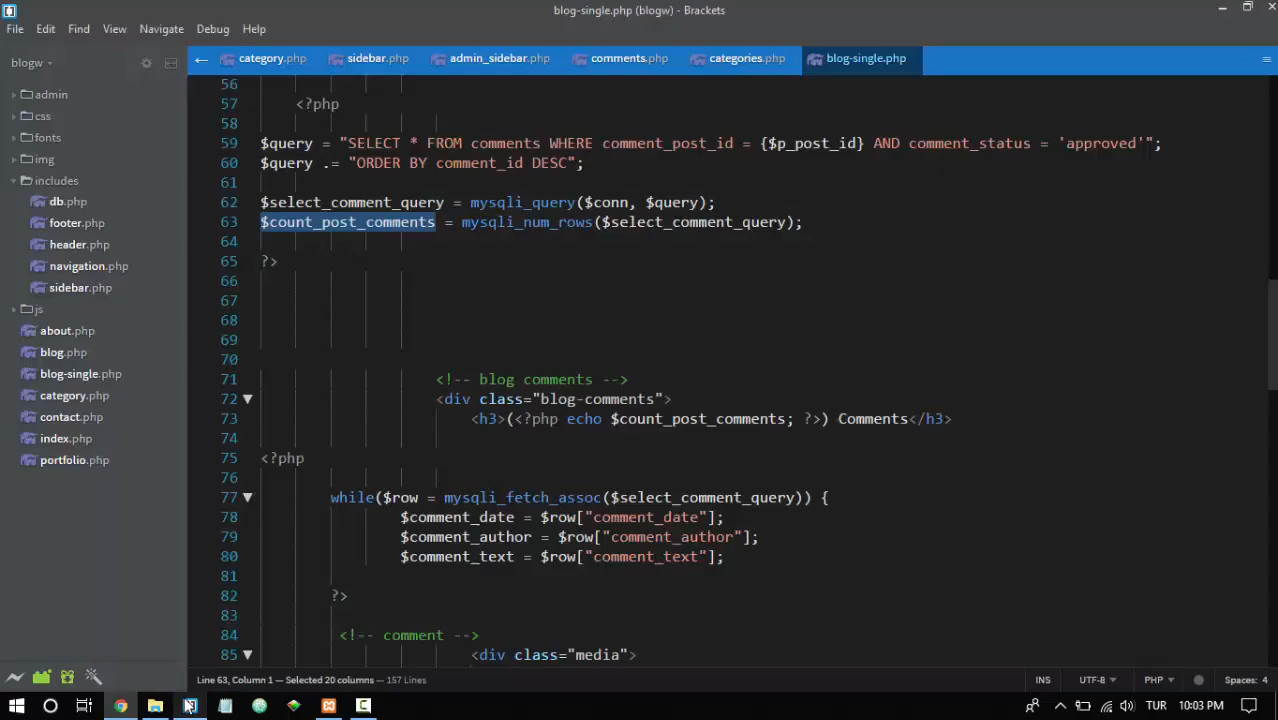 blog-single.php (blogw) - Brackets
File Edit Find View Navigate Debug Help
blogw
category.php sidebar.php admin_sidebar.php comments.php categories.php blog-single.php
admin
css
fonts
img
includes
db.php
footer.php
header.php
navigation.php
sidebar.php
js
about.php
blog.php
blog-single.php
category.php
contact.php
index.php
portfolio.php
56
57 <?php
58
59 $query = "SELECT * FROM comments WHERE comment_post_id = {$p_post_id} AND comment_status = 'approved'";
60 $query .= "ORDER BY comment_id DESC";
61
62 $select_comment_query = mysqli_query($conn, $query);
63 $count_post_comments = mysqli_num_rows($select_comment_query);
64
65 ?>
66
67
68
69
70
71 <!-- blog comments -->
72 <div class="blog-comments">
73 <h3>(<?php echo $count_post_comments; ?>) Comments</h3>
74
75 <?php
76
77 while($row = mysqli_fetch_assoc($select_comment_query)) {
78 $comment_date = $row["comment_date"];
79 $comment_author = $row["comment_author"];
80 $comment_text = $row["comment_text"];
81
82 ?>
83
84 <!-- comment -->
85 <div class="media">
Line 63, Column 1 — Selected 20 columns — 157 Lines
INS UTF-8 PHP Spaces: 4
TUR 10:03 PM